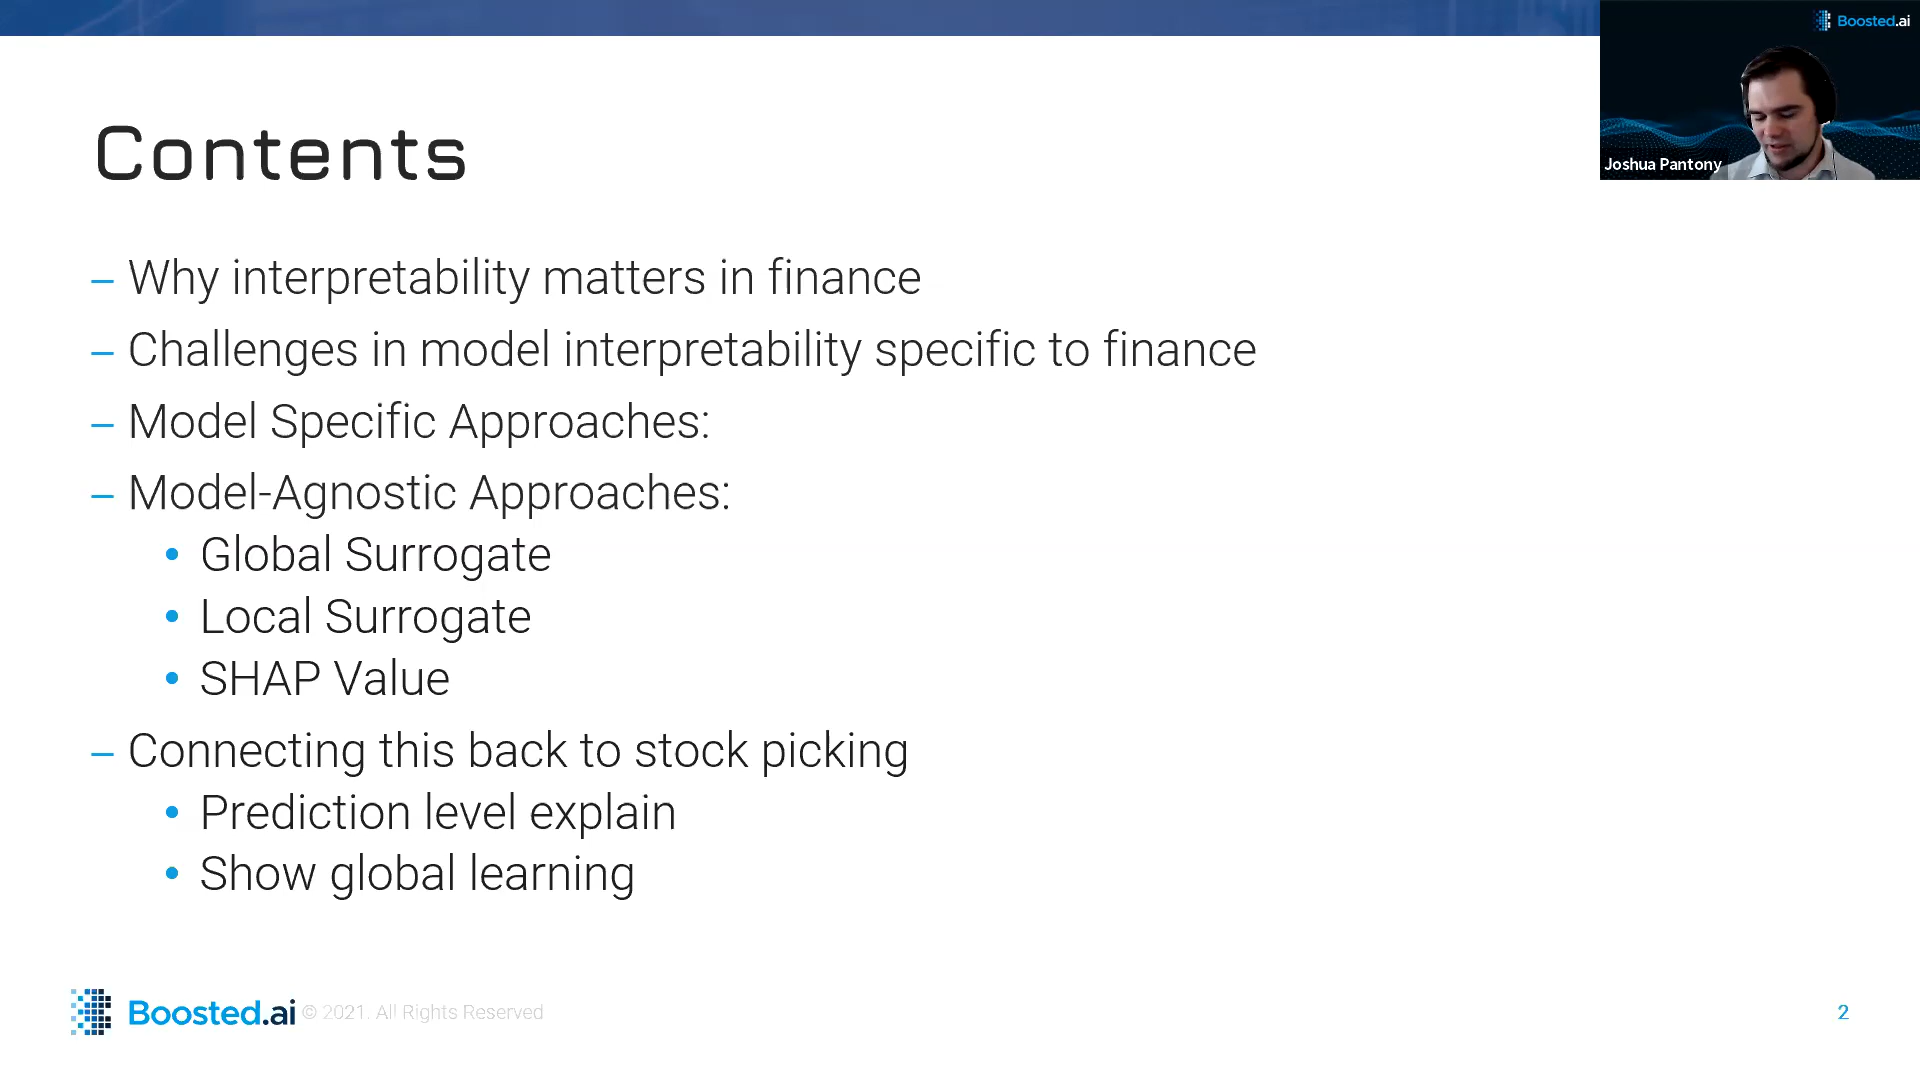 Boosted.ai
Joshua Pantony
Contents
– Why interpretability matters in finance
– Challenges in model interpretability specific to finance
– Model Specific Approaches:
– Model-Agnostic Approaches:
• Global Surrogate
• Local Surrogate
• SHAP Value
– Connecting this back to stock picking
• Prediction level explain
• Show global learning
Boosted.ai © 2021. All Rights Reserved
2